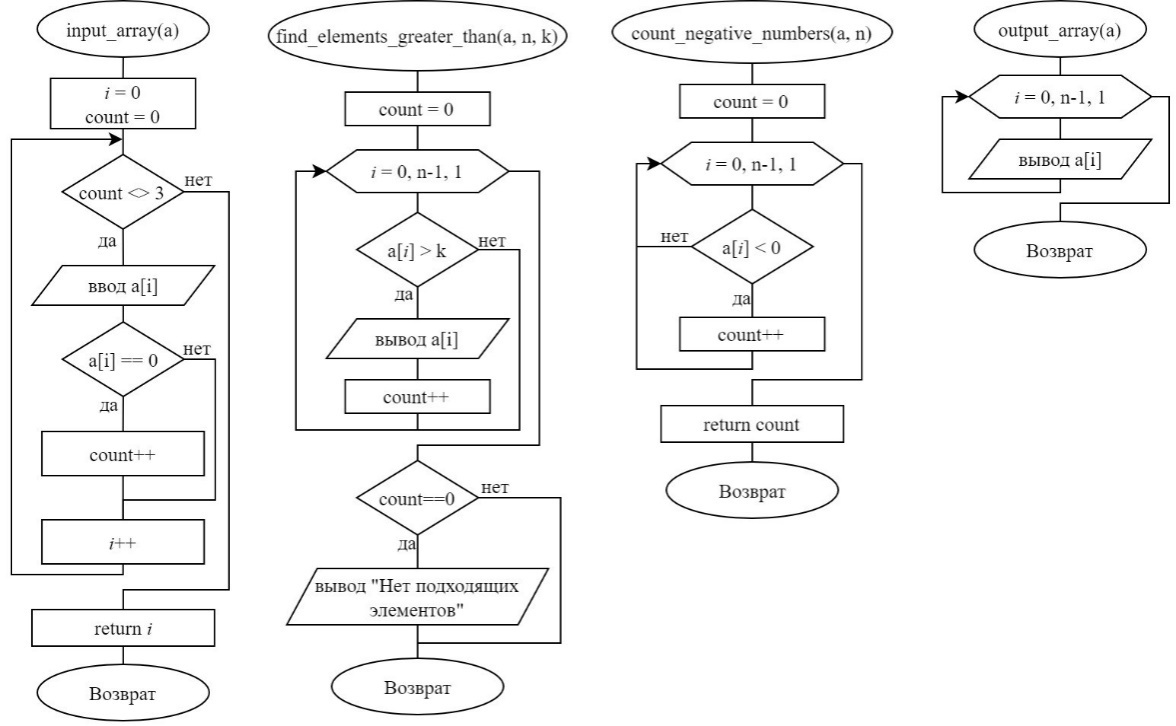 input_array(a)
i = 0
count = 0
count <> 3
нет
да
ввод a[i]
a[i] == 0
нет
да
count++
i++
return i
Возврат
find_elements_greater_than(a, n, k)
count = 0
i = 0, n-1, 1
a[i] > k
нет
да
вывод a[i]
count++
count==0
нет
да
вывод "Нет подходящих
элементов"
Возврат
count_negative_numbers(a, n)
count = 0
i = 0, n-1, 1
a[i] < 0
нет
да
count++
return count
Возврат
output_array(a)
i = 0, n-1, 1
вывод a[i]
Возврат